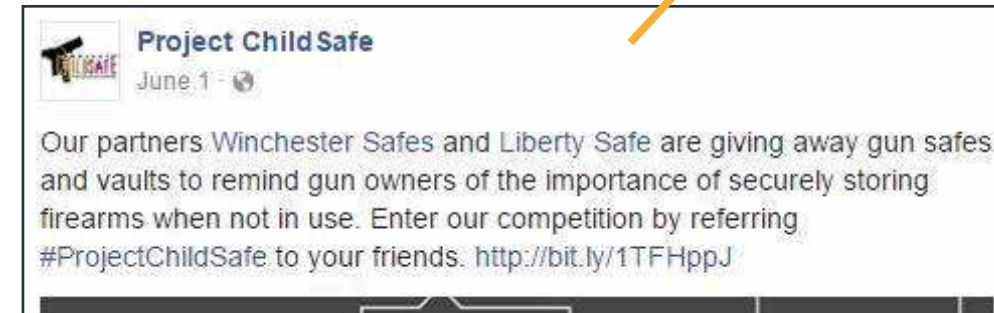 Project ChildSafe
June 1
Our partners Winchester Safes and Liberty Safe are giving away gun safes
and vaults to remind gun owners of the importance of securely storing
firearms when not in use. Enter our competition by referring
#ProjectChildSafe to your friends. http://bit.ly/1TFHppJ